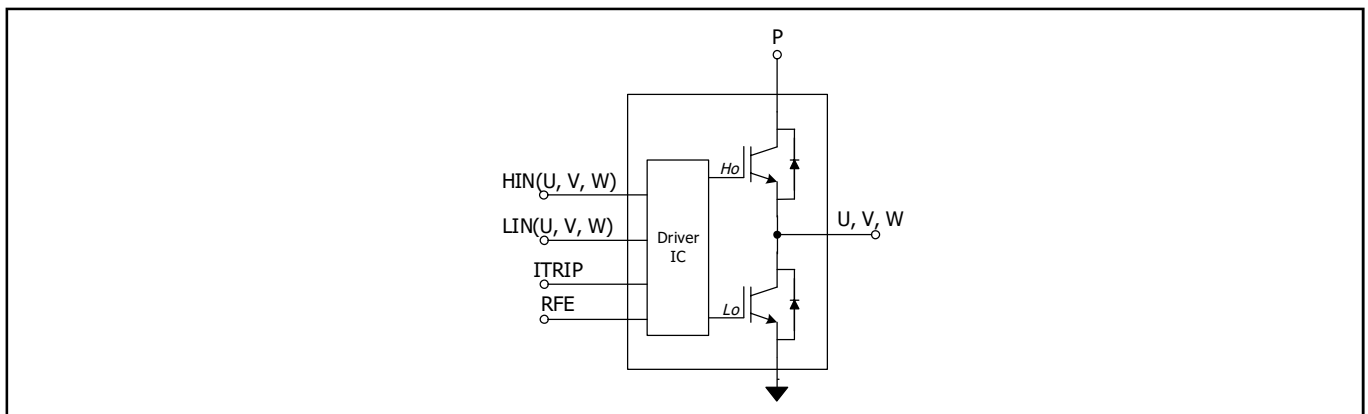 P
HIN(U, V, W)
Ho
LIN(U, V, W)
U, V, W
Driver
IC
ITRIP
RFE
Lo